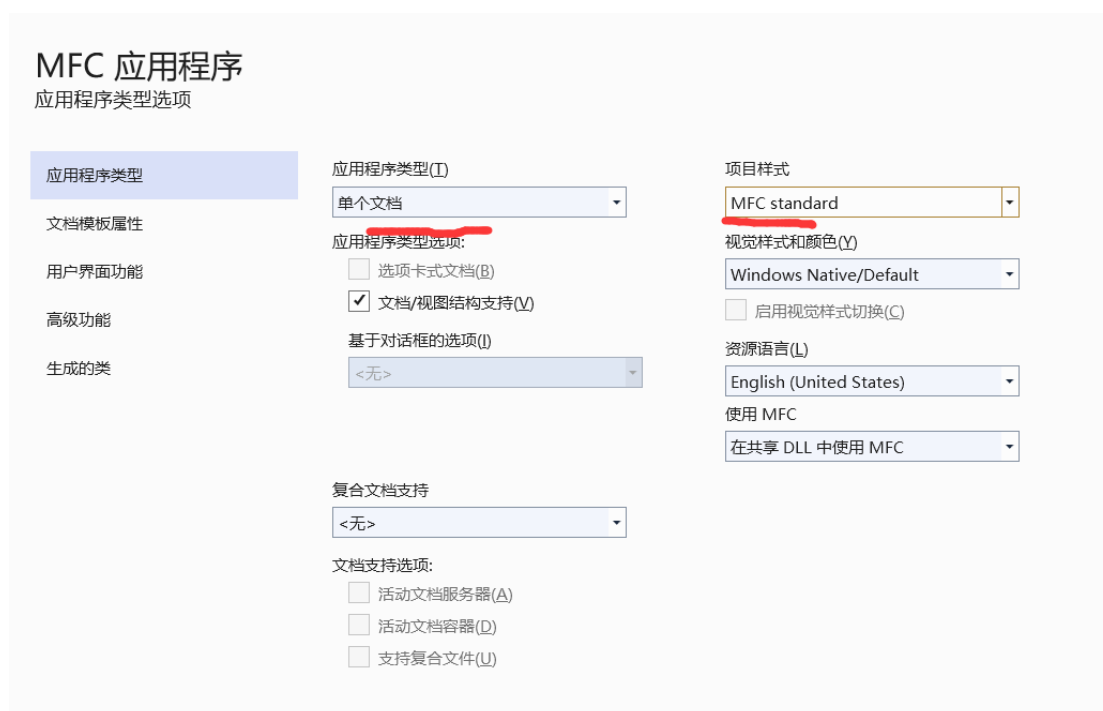 MFC 应用程序
应用程序类型选项
应用程序类型
文档模板属性
用户界面功能
高级功能
生成的类
应用程序类型(T)
单个文档
应用程序类型选项:
选项卡式文档(B)
文档/视图结构支持(V)
基于对话框的选项(I)
<无>
复合文档支持
<无>
文档支持选项:
活动文档服务器(A)
活动文档容器(D)
支持复合文件(U)
项目样式
MFC standard
视觉样式和颜色(Y)
Windows Native/Default
启用视觉样式切换(C)
资源语言(L)
English (United States)
使用 MFC
在共享 DLL 中使用 MFC